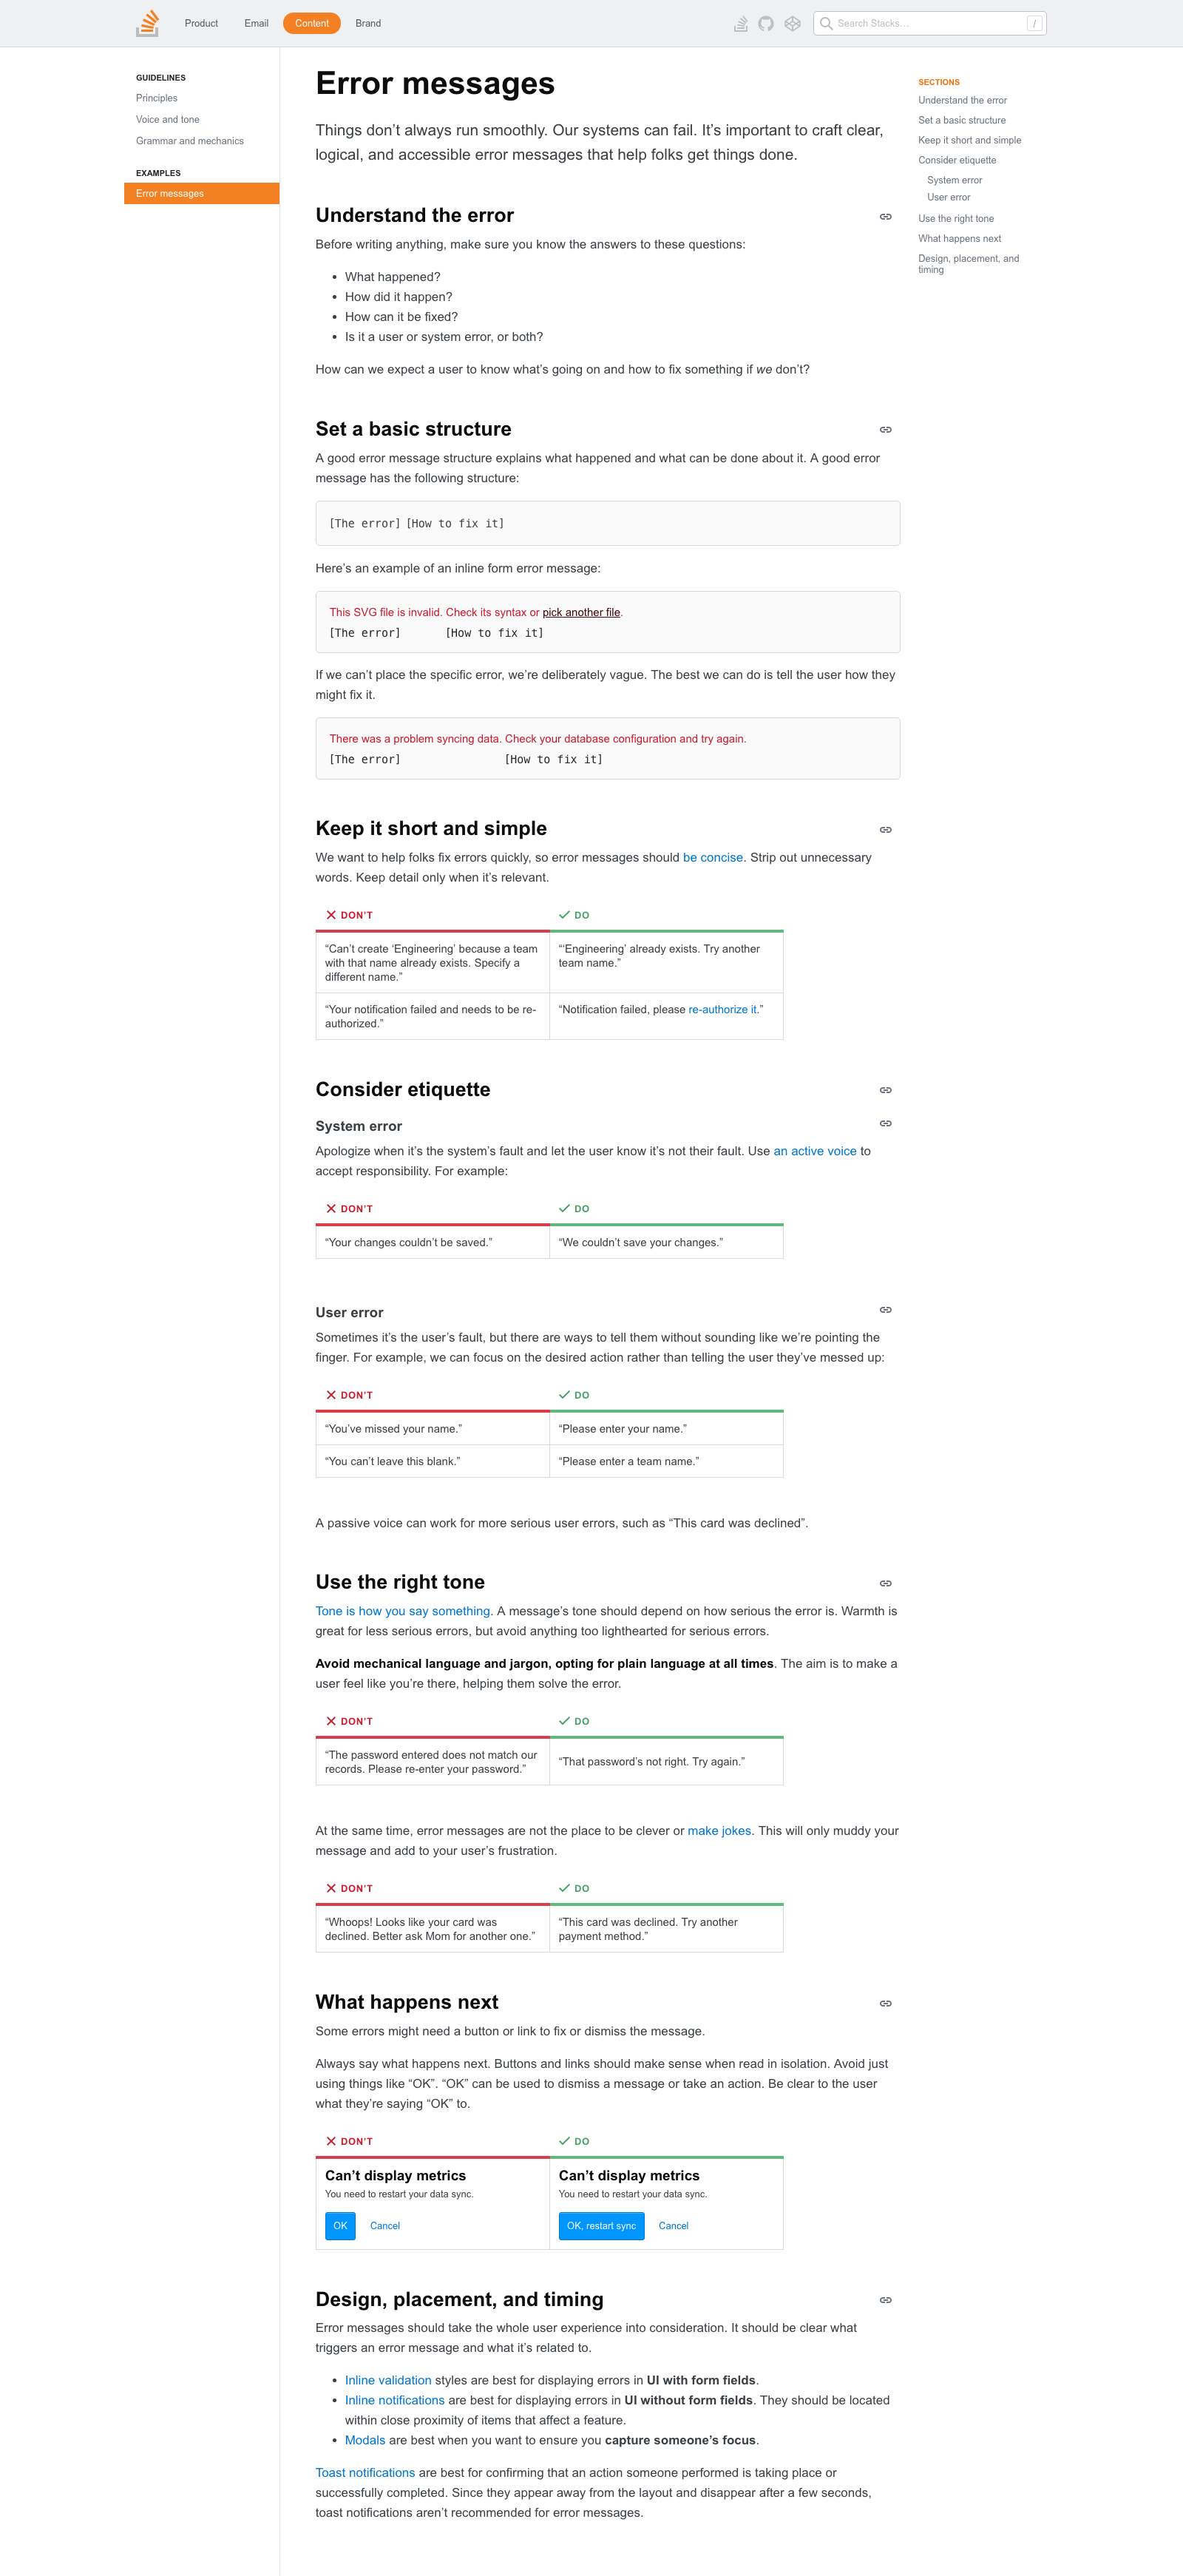 Product Email Content Brand Search Stacks… /
GUIDELINES
Principles
Voice and tone
Grammar and mechanics
EXAMPLES
Error messages
Error messages
Things don’t always run smoothly. Our systems can fail. It’s important to craft clear,
logical, and accessible error messages that help folks get things done.
Understand the error
Before writing anything, make sure you know the answers to these questions:
• What happened?
• How did it happen?
• How can it be fixed?
• Is it a user or system error, or both?
How can we expect a user to know what’s going on and how to fix something if we don’t?
Set a basic structure
A good error message structure explains what happened and what can be done about it. A good error
message has the following structure:
[The error] [How to fix it]
Here’s an example of an inline form error message:
This SVG file is invalid. Check its syntax or pick another file.
[The error] [How to fix it]
If we can’t place the specific error, we’re deliberately vague. The best we can do is tell the user how they
might fix it.
There was a problem syncing data. Check your database configuration and try again.
[The error] [How to fix it]
Keep it short and simple
We want to help folks fix errors quickly, so error messages should be concise. Strip out unnecessary
words. Keep detail only when it’s relevant.
DON’T
DO
“Can’t create ‘Engineering’ because a team
with that name already exists. Specify a
different name.”
“‘Engineering’ already exists. Try another
team name.”
“Your notification failed and needs to be re-
authorized.”
“Notification failed, please re-authorize it.”
Consider etiquette
System error
Apologize when it’s the system’s fault and let the user know it’s not their fault. Use an active voice to
accept responsibility. For example:
DON’T
DO
“Your changes couldn’t be saved.”
“We couldn’t save your changes.”
User error
Sometimes it’s the user’s fault, but there are ways to tell them without sounding like we’re pointing the
finger. For example, we can focus on the desired action rather than telling the user they’ve messed up:
DON’T
DO
“You’ve missed your name.”
“Please enter your name.”
“You can’t leave this blank.”
“Please enter a team name.”
A passive voice can work for more serious user errors, such as “This card was declined”.
Use the right tone
Tone is how you say something. A message’s tone should depend on how serious the error is. Warmth is
great for less serious errors, but avoid anything too lighthearted for serious errors.
Avoid mechanical language and jargon, opting for plain language at all times. The aim is to make a
user feel like you’re there, helping them solve the error.
DON’T
DO
“The password entered does not match our
records. Please re-enter your password.”
“That password’s not right. Try again.”
At the same time, error messages are not the place to be clever or make jokes. This will only muddy your
message and add to your user’s frustration.
DON’T
DO
“Whoops! Looks like your card was
declined. Better ask Mom for another one.”
“This card was declined. Try another
payment method.”
What happens next
Some errors might need a button or link to fix or dismiss the message.
Always say what happens next. Buttons and links should make sense when read in isolation. Avoid just
using things like “OK”. “OK” can be used to dismiss a message or take an action. Be clear to the user
what they’re saying “OK” to.
DON’T
DO
Can’t display metrics
You need to restart your data sync.
OK Cancel
Can’t display metrics
You need to restart your data sync.
OK, restart sync Cancel
Design, placement, and timing
Error messages should take the whole user experience into consideration. It should be clear what
triggers an error message and what it’s related to.
• Inline validation styles are best for displaying errors in UI with form fields.
• Inline notifications are best for displaying errors in UI without form fields. They should be located
within close proximity of items that affect a feature.
• Modals are best when you want to ensure you capture someone’s focus.
Toast notifications are best for confirming that an action someone performed is taking place or
successfully completed. Since they appear away from the layout and disappear after a few seconds,
toast notifications aren’t recommended for error messages.
SECTIONS
Understand the error
Set a basic structure
Keep it short and simple
Consider etiquette
System error
User error
Use the right tone
What happens next
Design, placement, and
timing